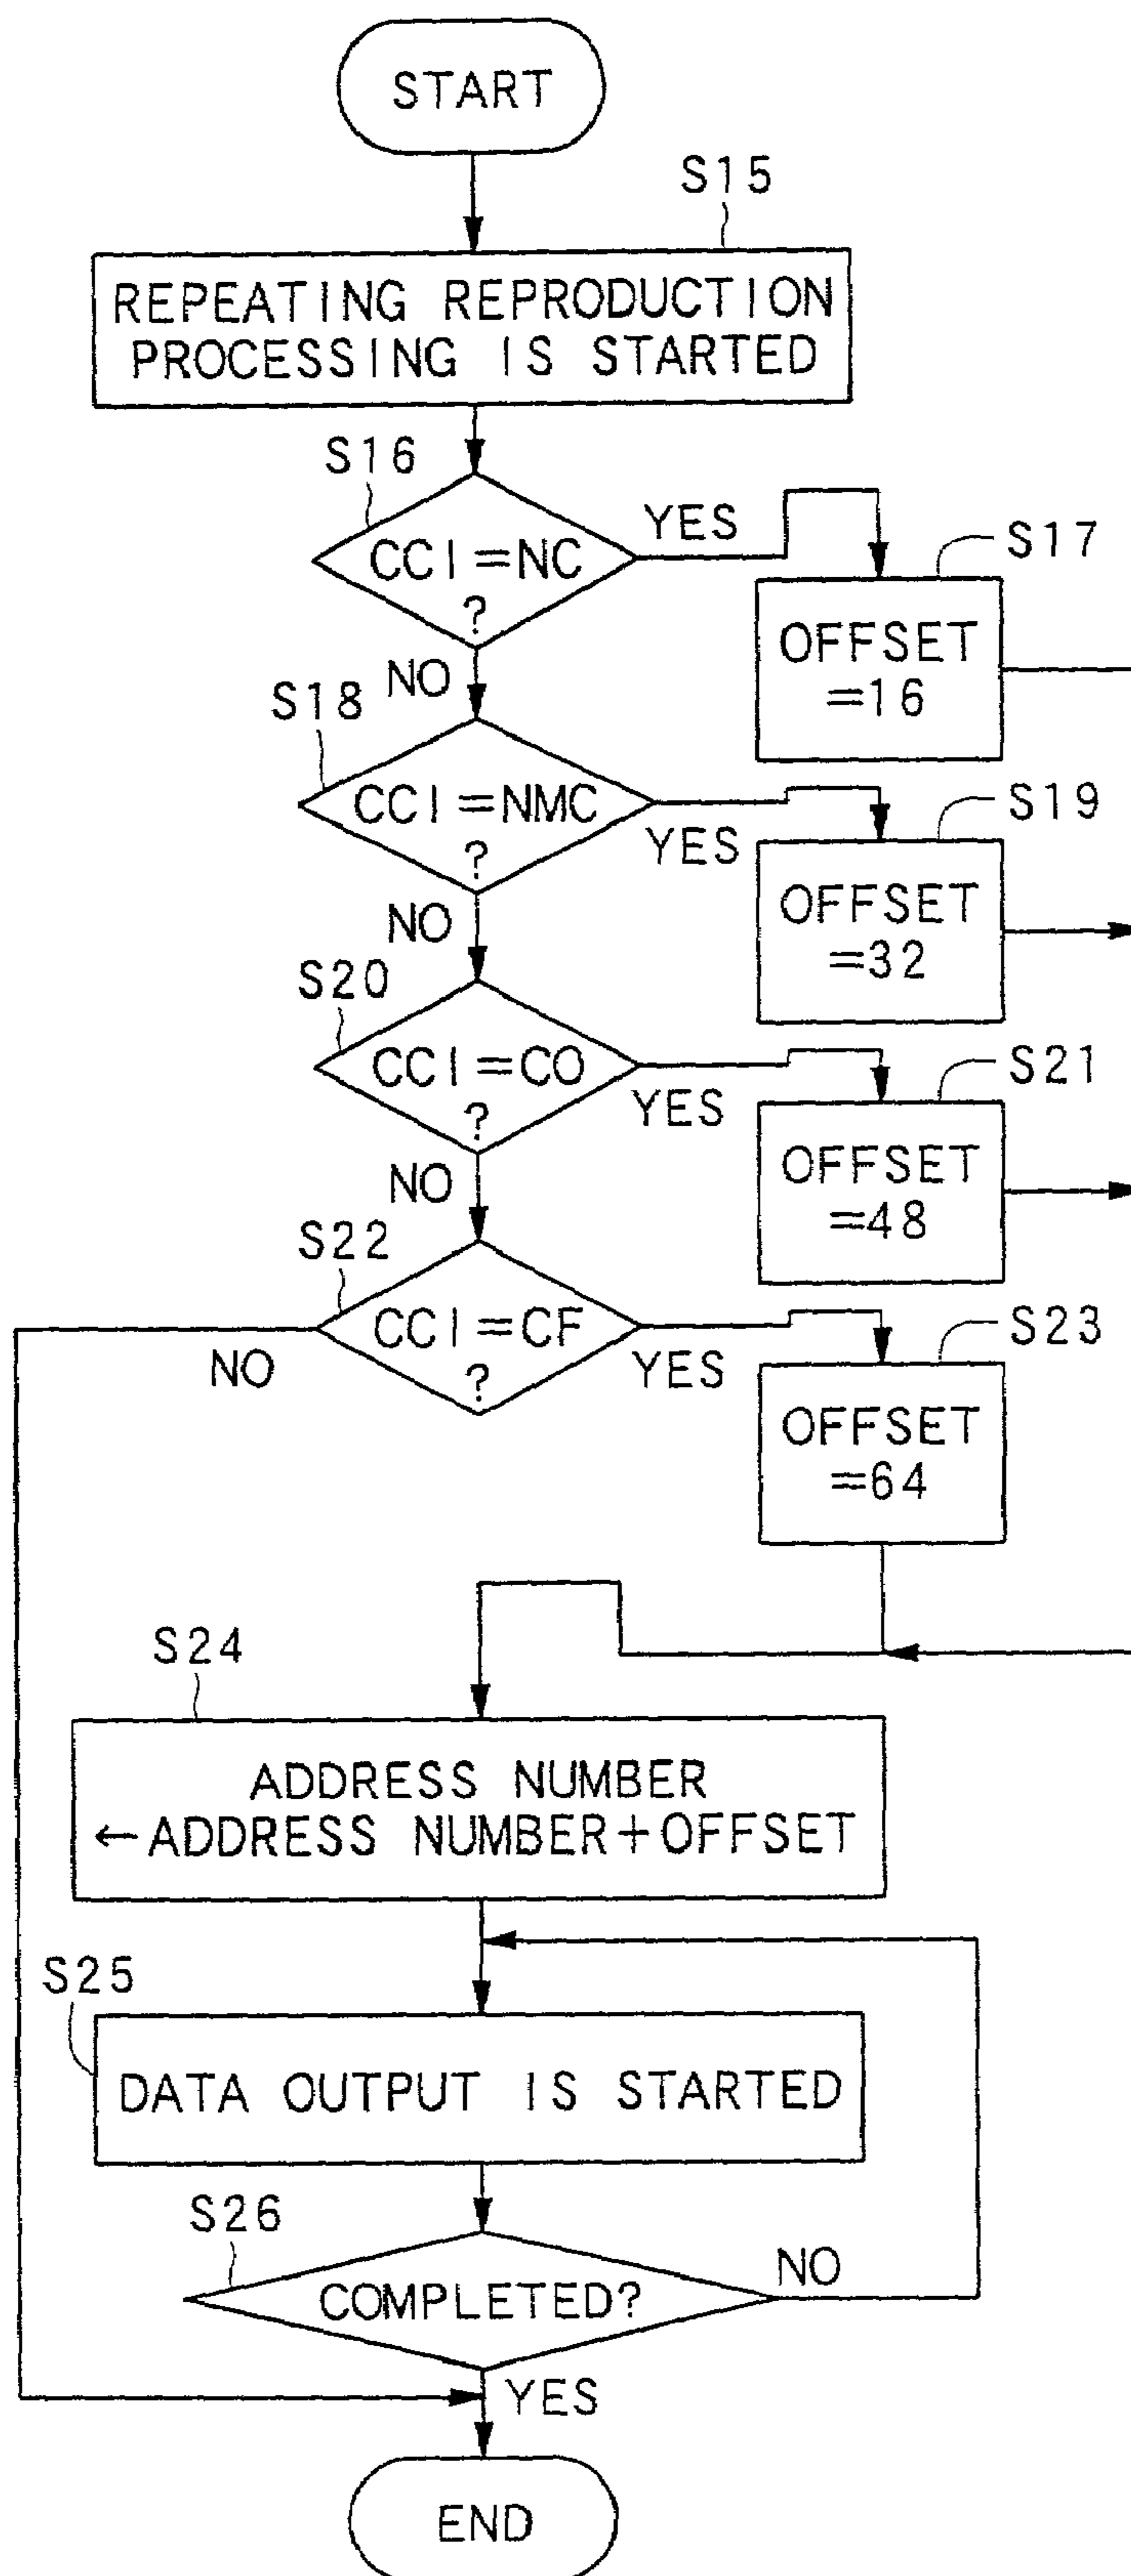 START
S15
REPEATING REPRODUCTION
PROCESSING IS STARTED
S16
CCI=NC
?
YES
NO
S17
OFFSET
=16
S18
CCI=NMC
?
YES
NO
S19
OFFSET
=32
S20
CCI=CO
?
YES
NO
S21
OFFSET
=48
S22
CCI=CF
?
NO
YES
S23
OFFSET
=64
S24
ADDRESS NUMBER
←ADDRESS NUMBER+OFFSET
S25
DATA OUTPUT IS STARTED
S26
COMPLETED?
NO
YES
END